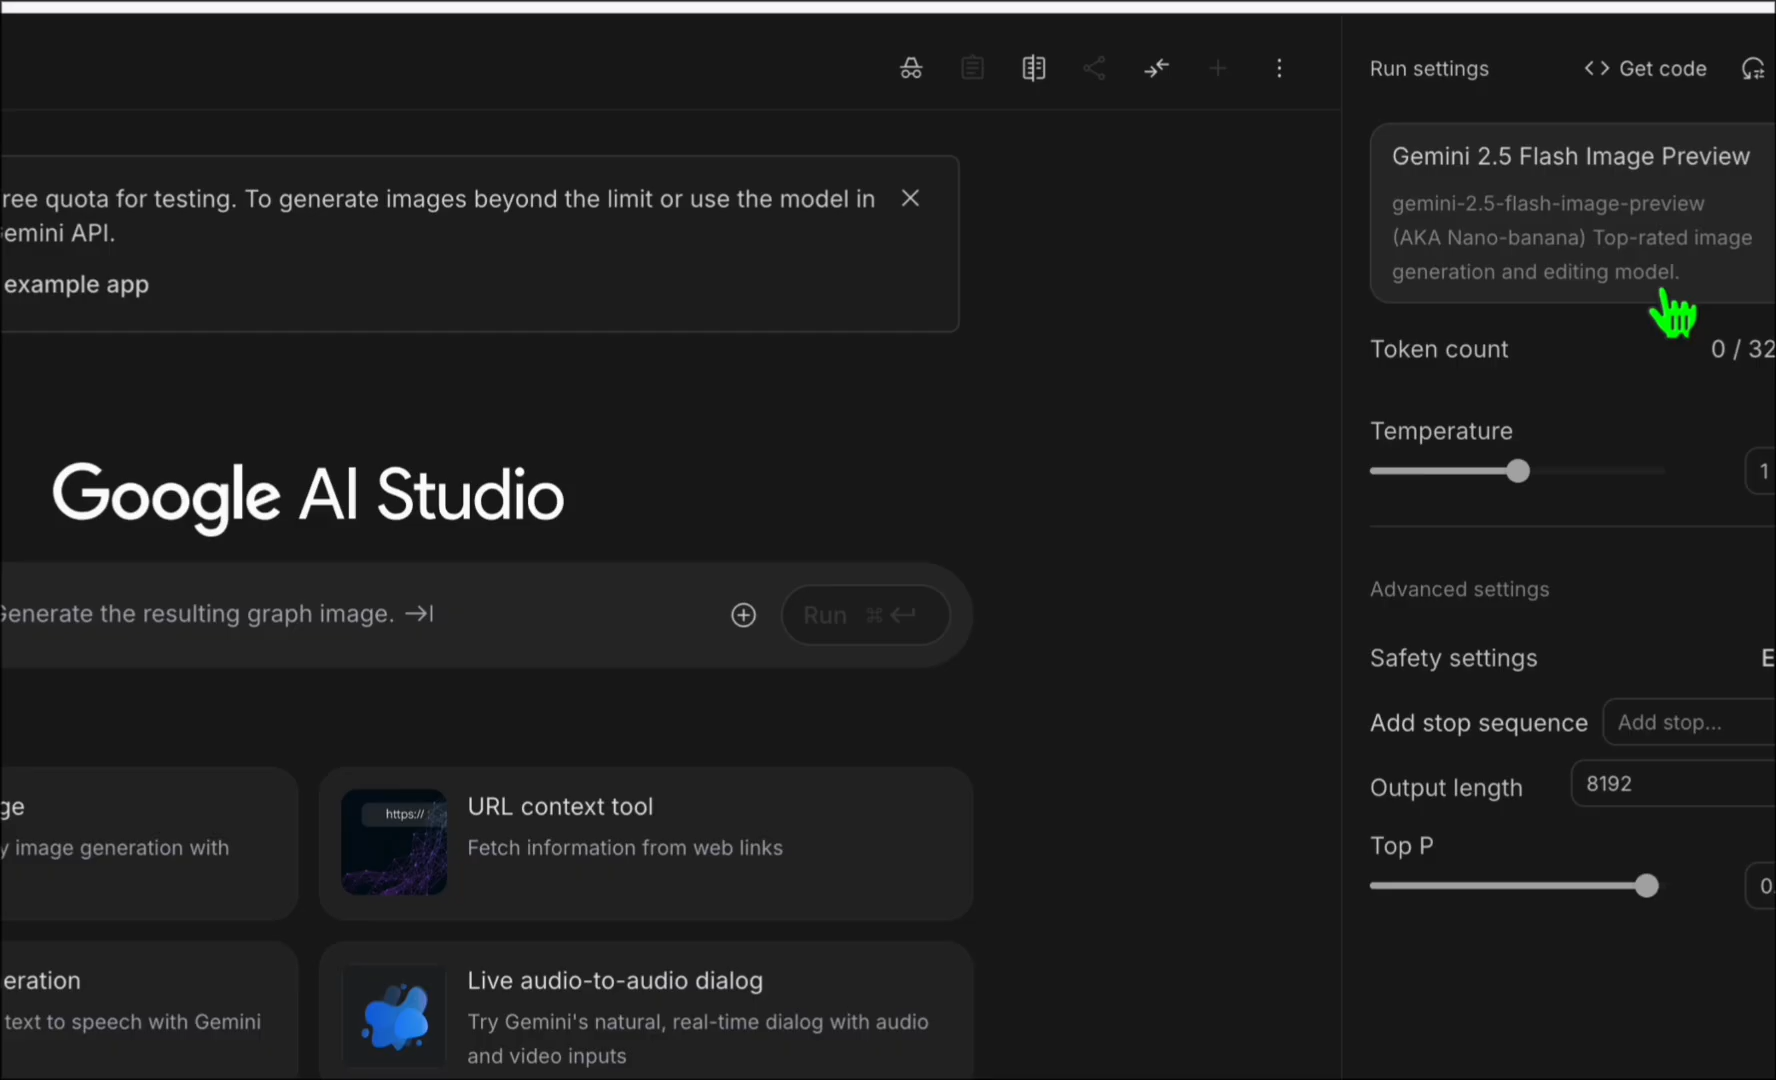 Run settings
Get code
ree quota for testing. To generate images beyond the limit or use the model in
emini API.
example app
Gemini 2.5 Flash Image Preview
gemini-2.5-flash-image-preview
(AKA Nano-banana) Top-rated image
generation and editing model.
Token count
0 / 32
Temperature
1
Google AI Studio
Generate the resulting graph image.
Run ⌘
Advanced settings
Safety settings
E
Add stop sequence
Add stop...
Output length
8192
Top P
0.
ge
y image generation with
https://
URL context tool
Fetch information from web links
eration
text to speech with Gemini
Live audio-to-audio dialog
Try Gemini's natural, real-time dialog with audio
and video inputs